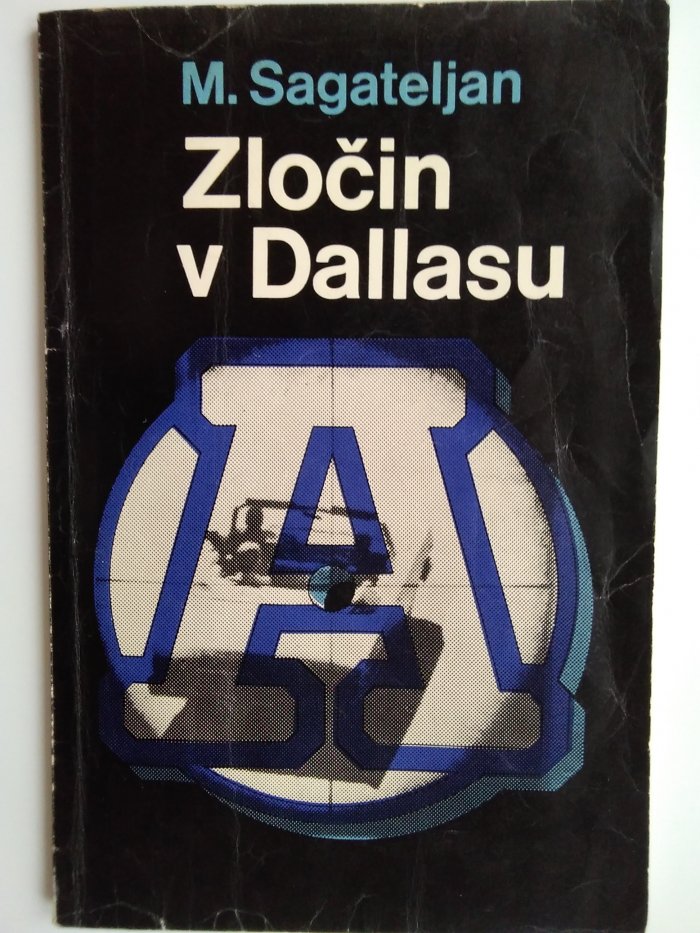 M. Sagateljan
Zločin
v Dallasu
A